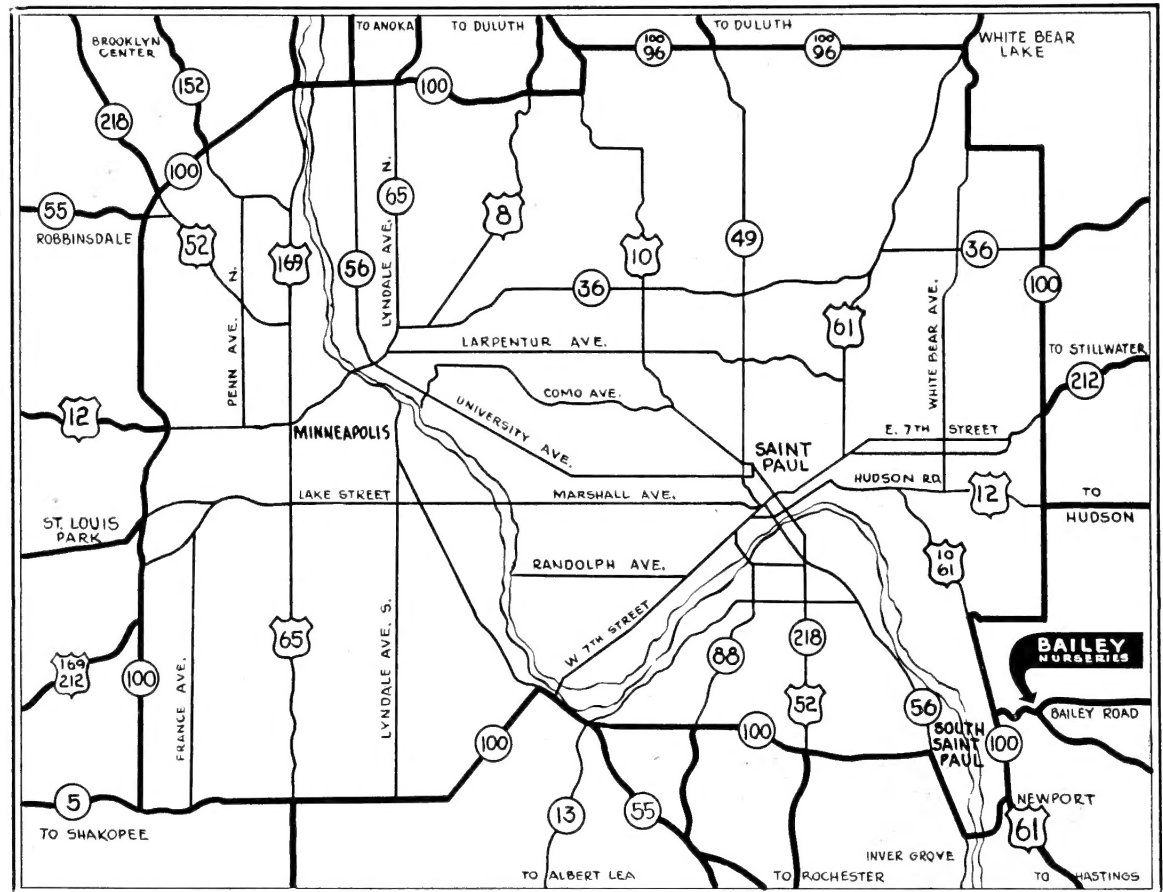 TO ANOKA
TO DULUTH
TO DULUTH
BROOKLYN
CENTER
WHITE BEAR
LAKE
100
96
100
96
152
100
218
100
55
ROBBINSDALE
52
169
56
LYNDALE AVE. N.
65
8
10
49
36
100
36
61
WHITE BEAR AVE.
PENN AVE. N.
LARPENTUR AVE.
TO STILLWATER
212
12
COMO AVE.
UNIVERSITY AVE.
MINNEAPOLIS
E. 7TH STREET
SAINT
PAUL
HUDSON RD.
12
TO
HUDSON
LAKE STREET
MARSHALL AVE.
ST. LOUIS
PARK
10
61
RANDOLPH AVE.
W 7TH STREET
65
LYNDALE AVE. S.
FRANCE AVE.
169
212
100
88
218
52
56
BAILEY
NURSERIES
BAILEY ROAD
SOUTH
SAINT
PAUL
100
100
100
5
TO SHAKOPEE
13
55
NEWPORT
61
INVER GROVE
TO ALBERT LEA
TO ROCHESTER
TO HASTINGS